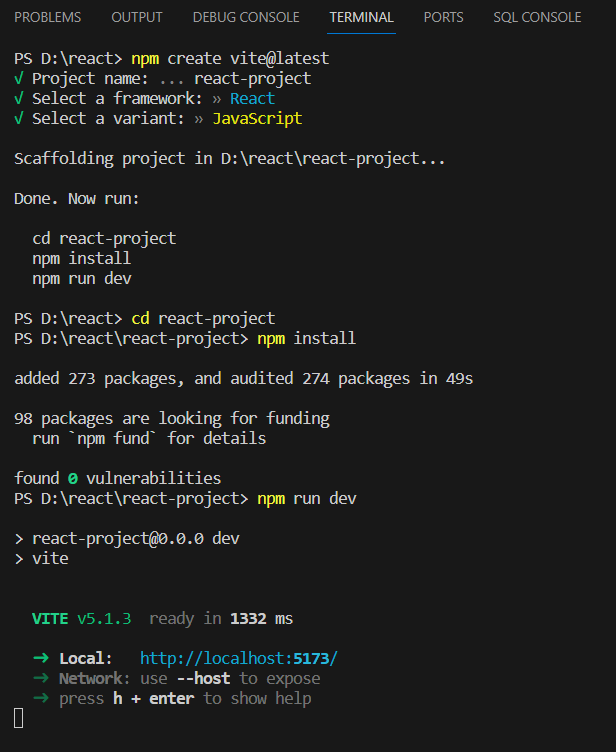 PROBLEMS OUTPUT DEBUG CONSOLE TERMINAL PORTS SQL CONSOLE
PS D:\react> npm create vite@latest
√ Project name: ... react-project
√ Select a framework: » React
√ Select a variant: » JavaScript
Scaffolding project in D:\react\react-project...
Done. Now run:
cd react-project
npm install
npm run dev
PS D:\react> cd react-project
PS D:\react\react-project> npm install
added 273 packages, and audited 274 packages in 49s
98 packages are looking for funding
run `npm fund` for details
found 0 vulnerabilities
PS D:\react\react-project> npm run dev
> react-project@0.0.0 dev
> vite
VITE v5.1.3 ready in 1332 ms
➜ Local: http://localhost:5173/
➜ Network: use --host to expose
➜ press h + enter to show help